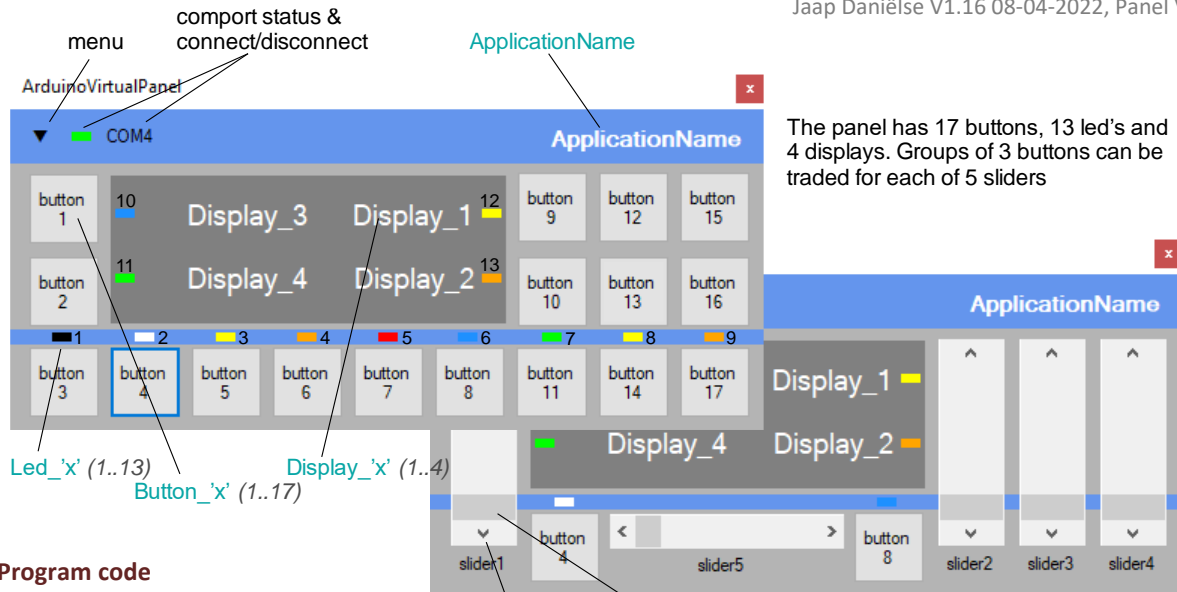 Jaap Daniëlse V1.16 08-04-2022, Panel
comport status &
connect/disconnect
menu
ApplicationName
ArduinoVirtualPanel
x
COM4
ApplicationName
The panel has 17 buttons, 13 led's and
4 displays. Groups of 3 buttons can be
traded for each of 5 sliders
button
1
10
Display_3
Display_1
12
button
9
button
12
button
15
button
2
11
Display_4
Display_2
13
button
10
button
13
button
16
1
2
3
4
5
6
7
8
9
button
3
button
4
button
5
button
6
button
7
button
8
button
11
button
14
button
17
Led_'x' (1..13)
Button_'x' (1..17)
Display_'x' (1..4)
x
ApplicationName
Display_1
Display_4
Display_2
slider1
button
4
slider5
button
8
slider2
slider3
slider4
Program code